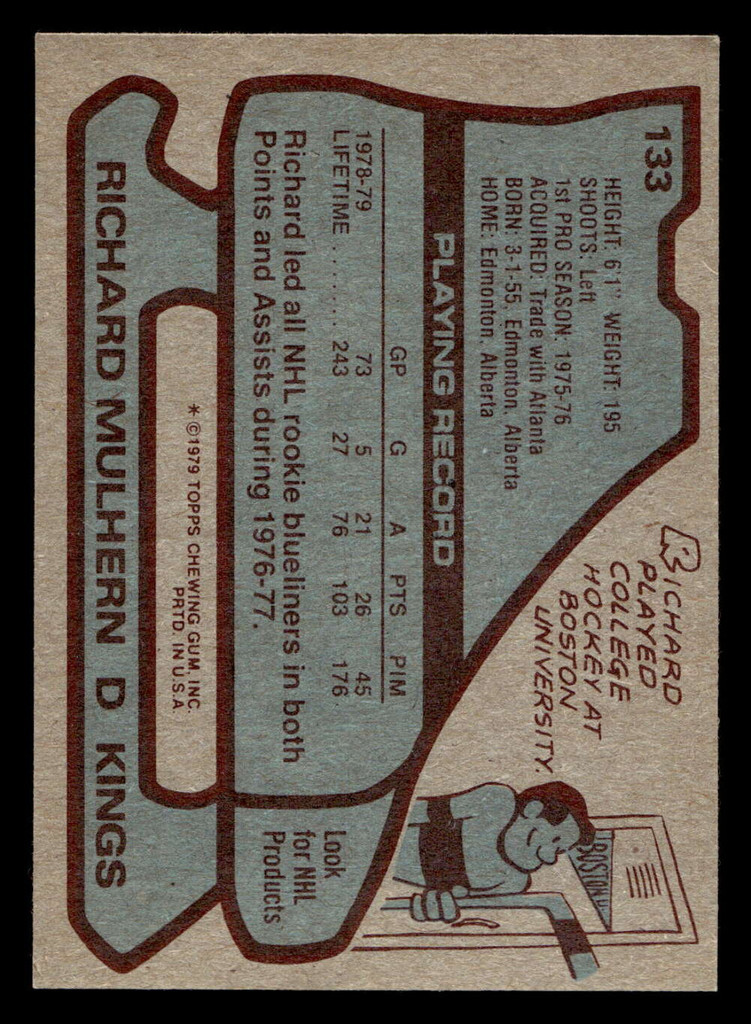 133
HEIGHT: 6'1" WEIGHT: 195
SHOOTS: Left
1st PRO SEASON: 1975-76
ACQUIRED: Trade with Atlanta
BORN: 3-1-55, Edmonton, Alberta
HOME: Edmonton, Alberta
RICHARD
PLAYED
COLLEGE
HOCKEY AT
BOSTON
UNIVERSITY.
BOSTON U
PLAYING RECORD
GP G A PTS PIM
1978-79 73 5 21 26 45
LIFETIME ....... 243 27 76 103 176
Richard led all NHL rookie blueliners in both
Points and Assists during 1976-77.
Look
for NHL
Products
* ©1979 TOPPS CHEWING GUM, INC.
PRTD. IN U.S.A.
RICHARD MULHERN D KINGS